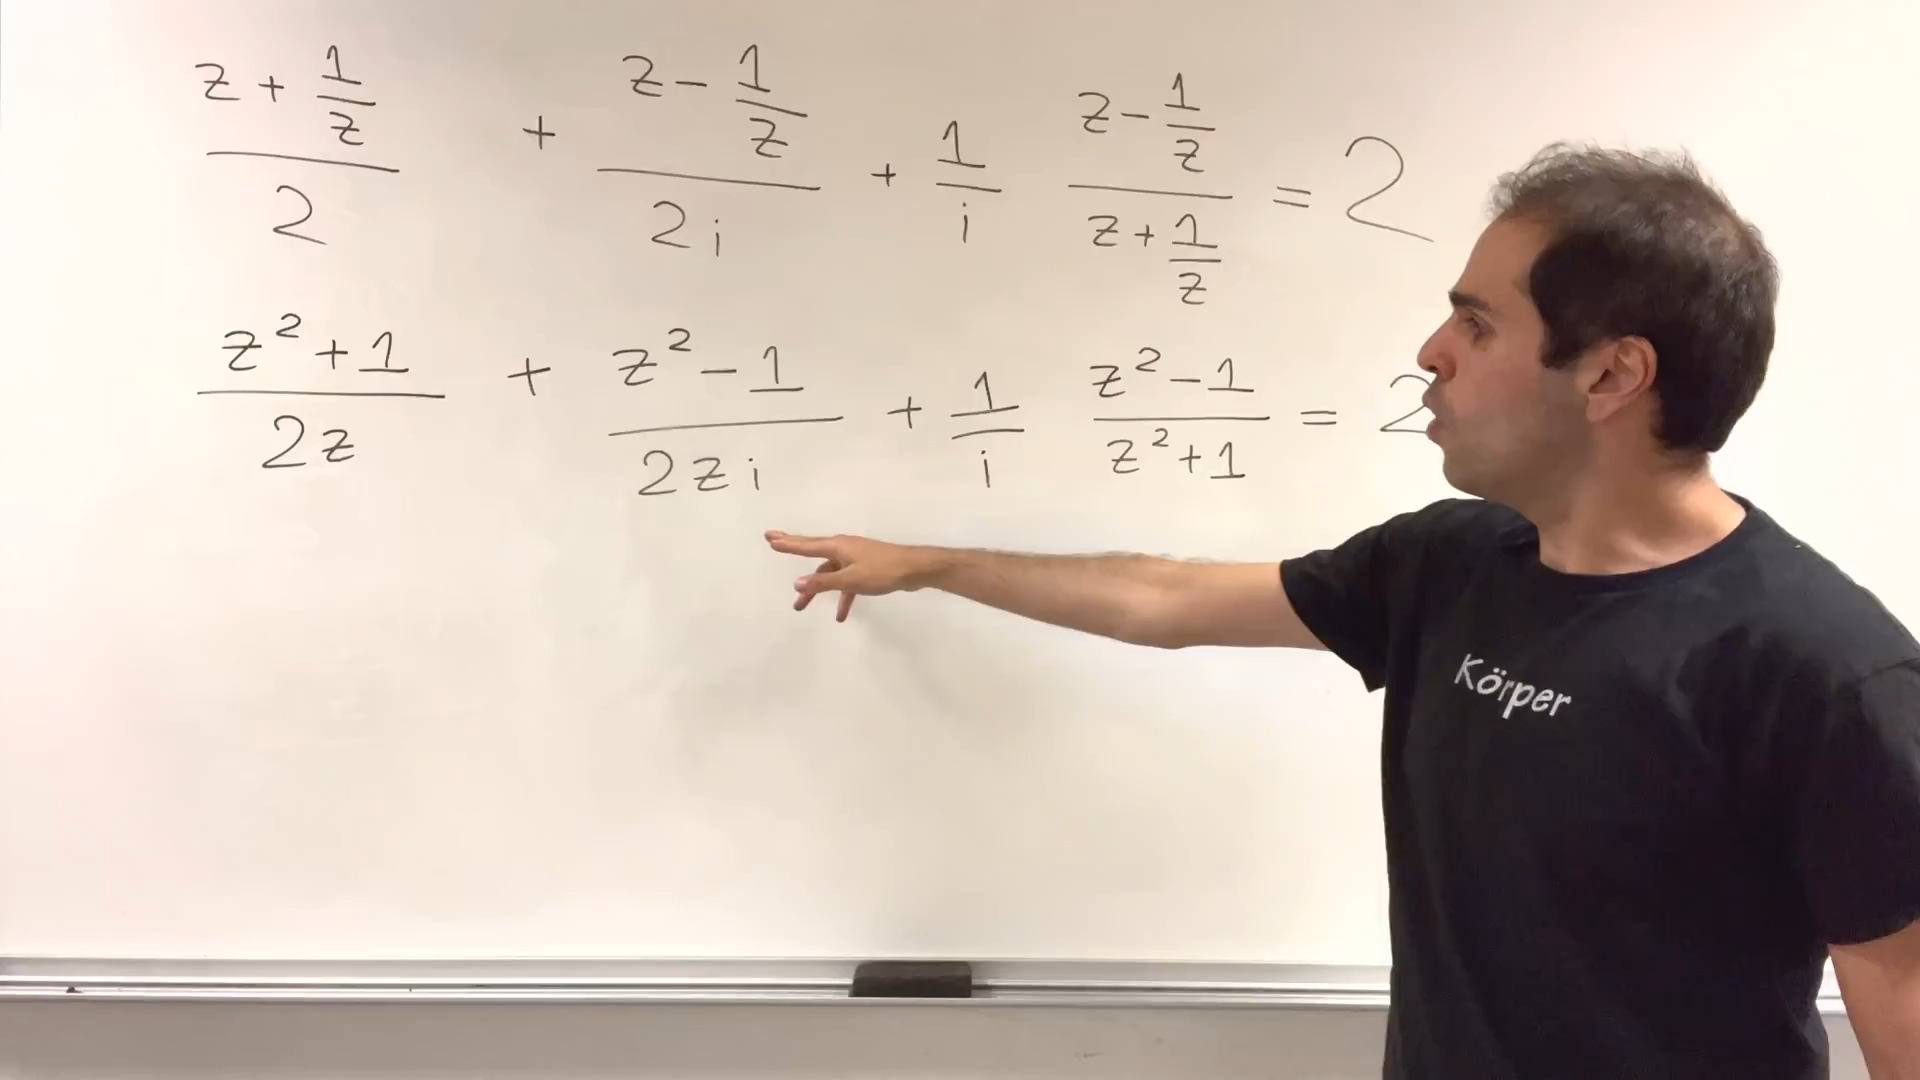 z + 1/z / 2 + z - 1/z / 2i + 1/i z - 1/z / z + 1/z = 2
z² + 1 / 2z + z² - 1 / 2zi + 1/i z² - 1 / z² + 1 = 2
Körper